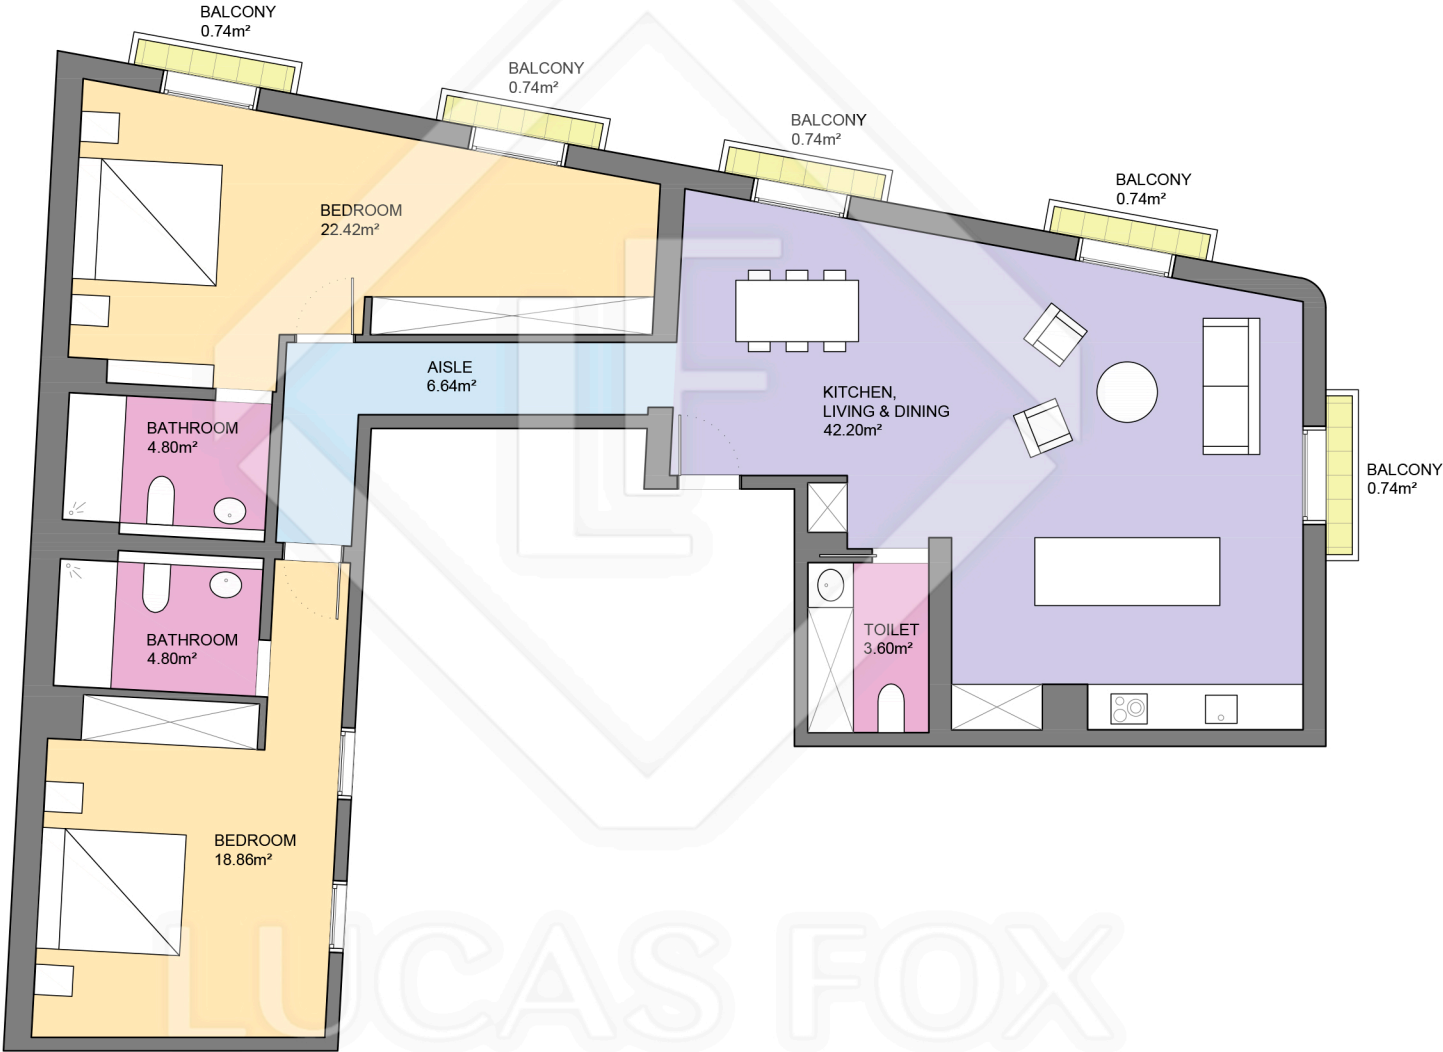 BALCONY
0.74m²
BALCONY
0.74m²
BALCONY
0.74m²
BALCONY
0.74m²
BEDROOM
22.42m²
AISLE
6.64m²
KITCHEN,
LIVING & DINING
42.20m²
BATHROOM
4.80m²
BALCONY
0.74m²
BATHROOM
4.80m²
TOILET
3.60m²
BEDROOM
18.86m²
LUCAS FOX